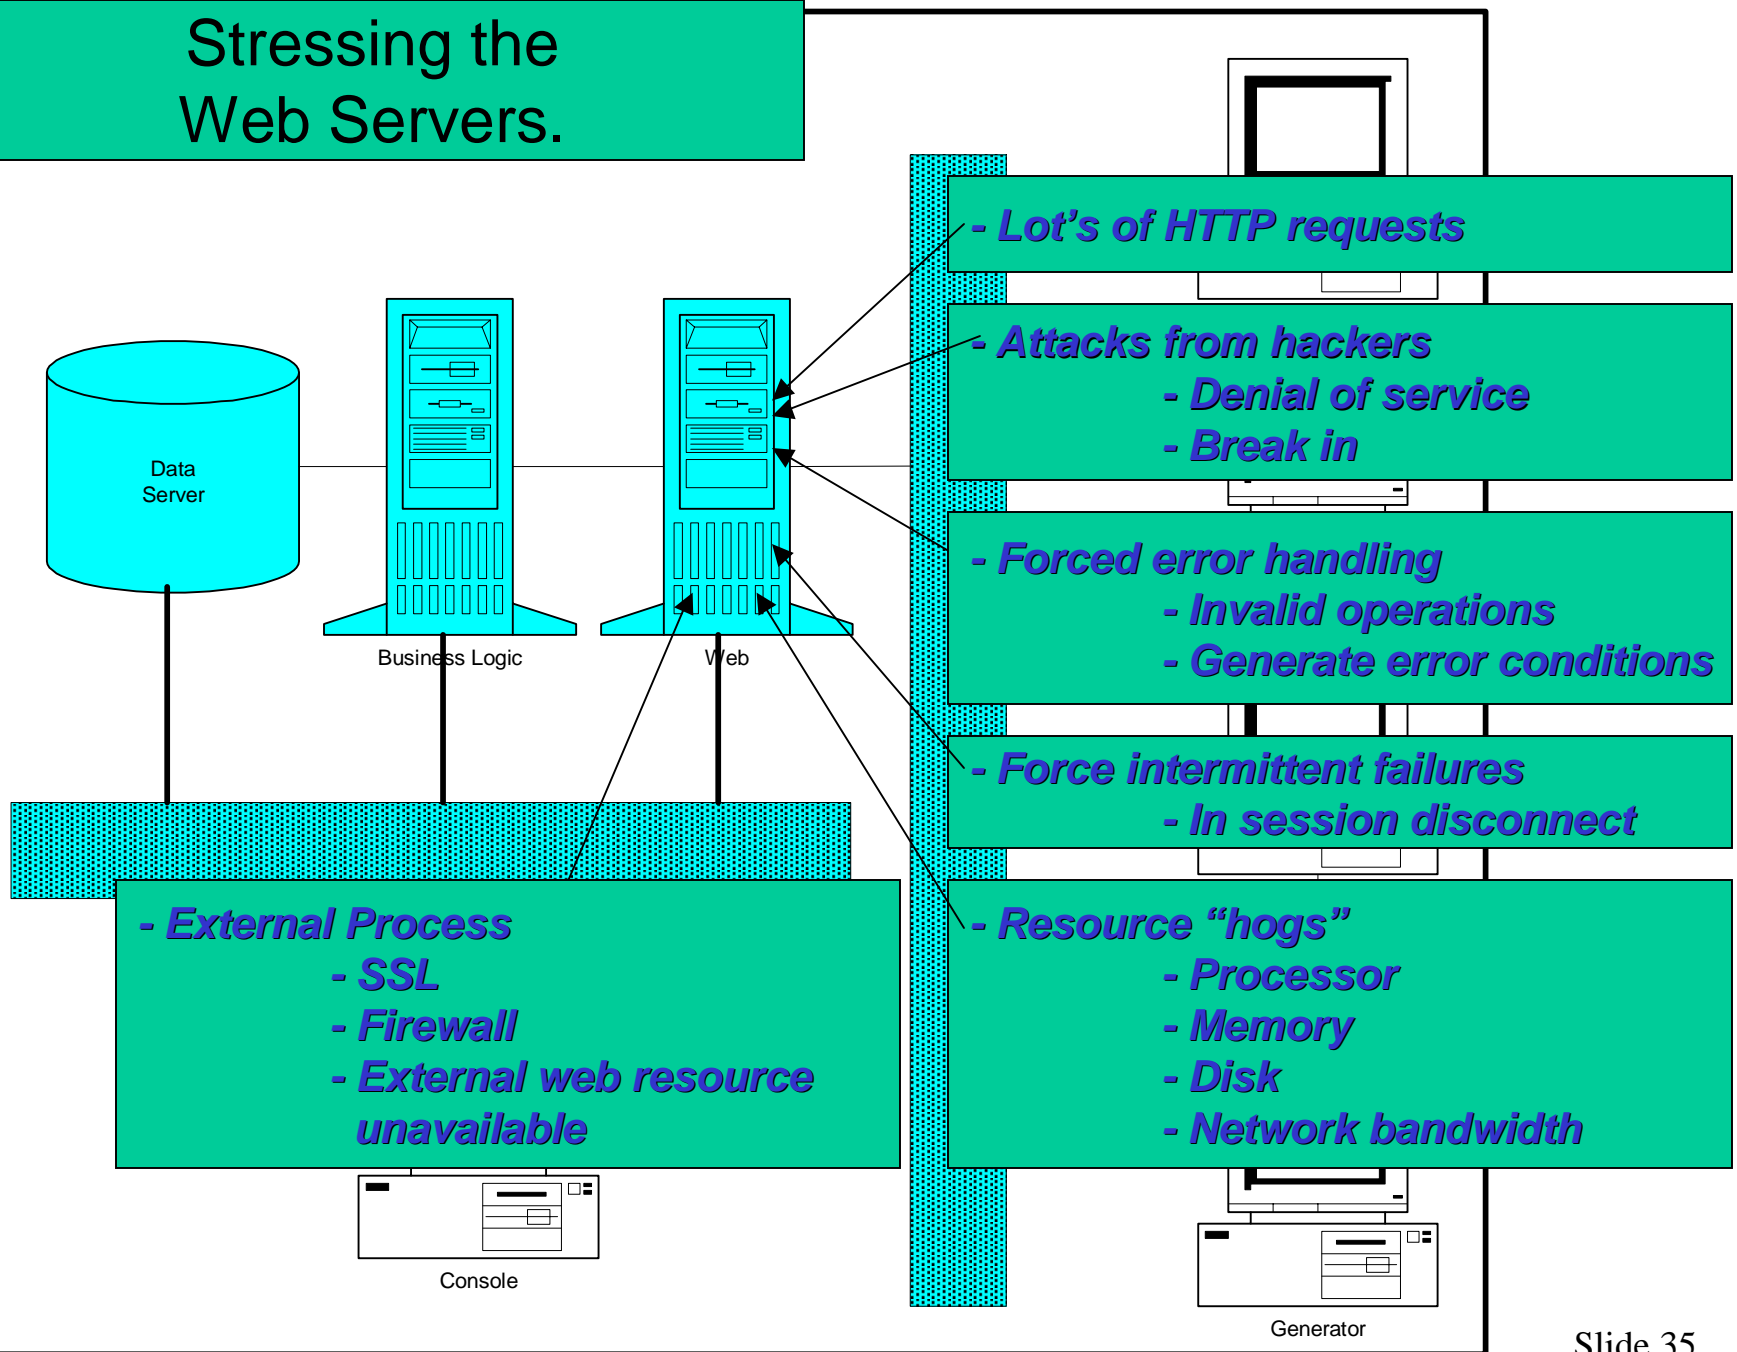 Stressing the
Web Servers.
- Lot’s of HTTP requests
- Attacks from hackers
- Denial of service
- Break in
Data
Server
- Forced error handling
- Invalid operations
- Generate error conditions
Business Logic
Web
- Force intermittent failures
- In session disconnect
- External Process
- SSL
- Firewall
- External web resource
unavailable
- Resource “hogs”
- Processor
- Memory
- Disk
- Network bandwidth
Console
Generator
Slide 35